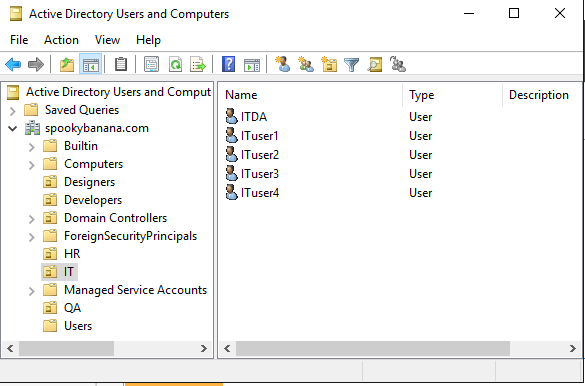 Active Directory Users and Computers
File Action View Help
Active Directory Users and Comput
Saved Queries
spookybanana.com
Builtin
Computers
Designers
Developers
Domain Controllers
ForeignSecurityPrincipals
HR
IT
Managed Service Accounts
QA
Users
Name Type Description
ITDA User
ITuser1 User
ITuser2 User
ITuser3 User
ITuser4 User